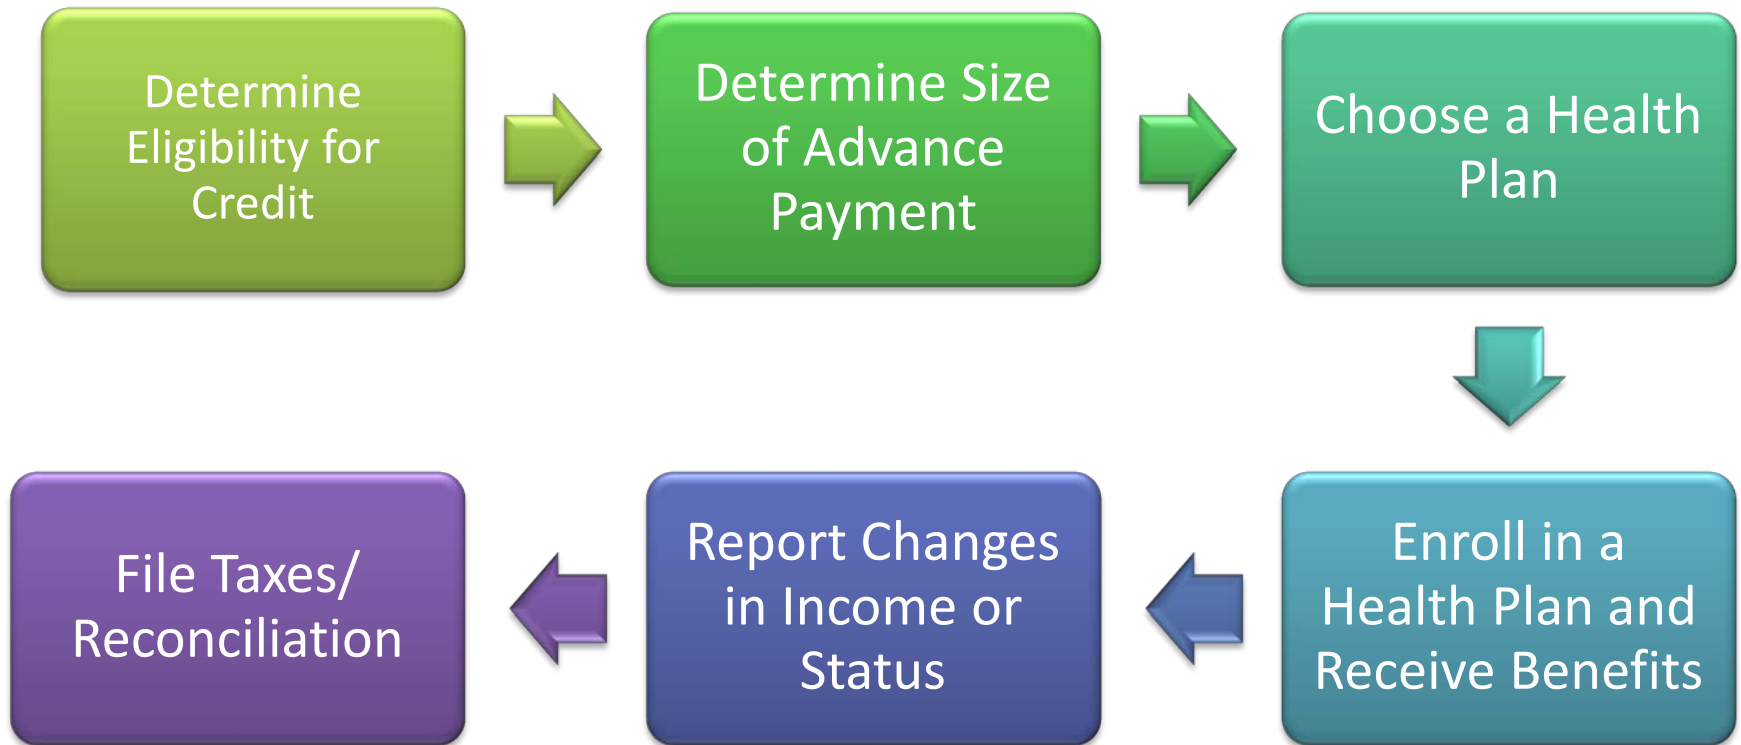 Determine
Eligibility for
Credit
Determine Size
of Advance
Payment
Choose a Health
Plan
Enroll in a
Health Plan and
Receive Benefits
Report Changes
in Income or
Status
File Taxes/
Reconciliation